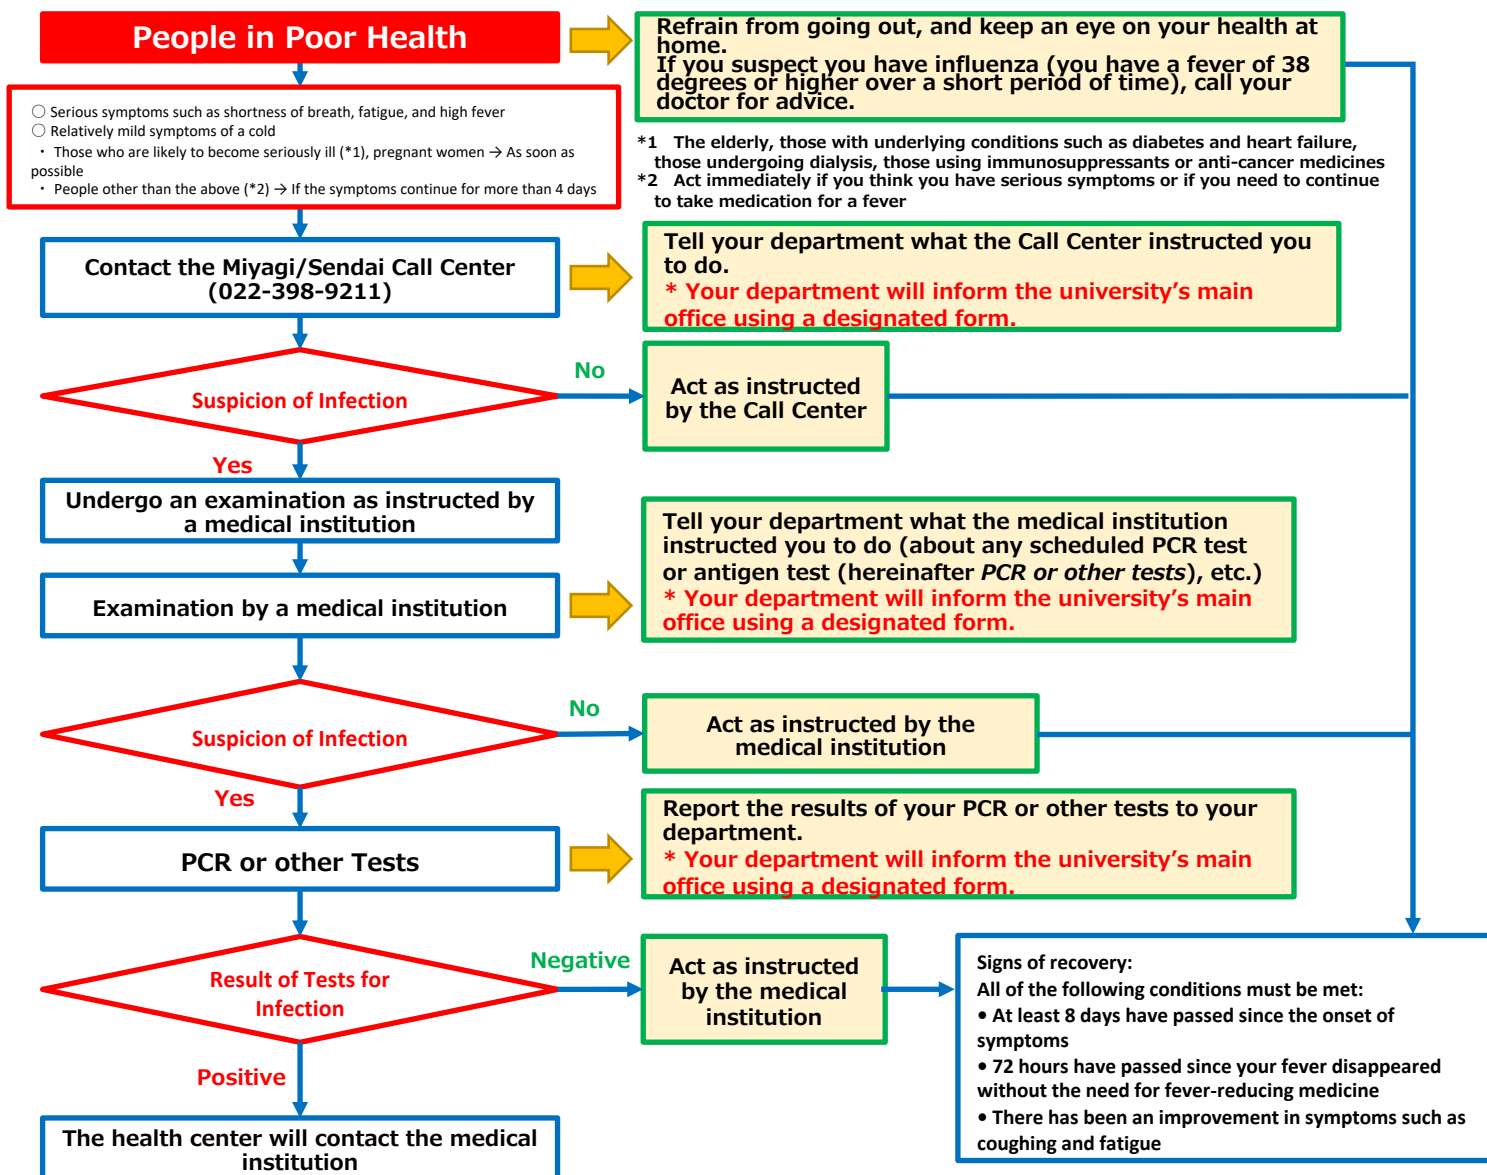 People in Poor Health
Refrain from going out, and keep an eye on your health at
home.
If you suspect you have influenza (you have a fever of 38
degrees or higher over a short period of time), call your
doctor for advice.
○ Serious symptoms such as shortness of breath, fatigue, and high fever
○ Relatively mild symptoms of a cold
・ Those who are likely to become seriously ill (*1), pregnant women → As soon as
possible
・ People other than the above (*2) → If the symptoms continue for more than 4 days
*1 The elderly, those with underlying conditions such as diabetes and heart failure,
those undergoing dialysis, those using immunosuppressants or anti-cancer medicines
*2 Act immediately if you think you have serious symptoms or if you need to continue
to take medication for a fever
Contact the Miyagi/Sendai Call Center
(022-398-9211)
Tell your department what the Call Center instructed you
to do.
* Your department will inform the university’s main
office using a designated form.
Suspicion of Infection
No
Act as instructed
by the Call Center
Yes
Undergo an examination as instructed by
a medical institution
Examination by a medical institution
Tell your department what the medical institution
instructed you to do (about any scheduled PCR test
or antigen test (hereinafter PCR or other tests), etc.)
* Your department will inform the university’s main
office using a designated form.
Suspicion of Infection
No
Act as instructed by the
medical institution
Yes
PCR or other Tests
Report the results of your PCR or other tests to your
department.
* Your department will inform the university’s main
office using a designated form.
Result of Tests for
Infection
Negative
Act as instructed
by the medical
institution
Signs of recovery:
All of the following conditions must be met:
• At least 8 days have passed since the onset of
symptoms
• 72 hours have passed since your fever disappeared
without the need for fever-reducing medicine
• There has been an improvement in symptoms such as
coughing and fatigue
Positive
The health center will contact the medical
institution